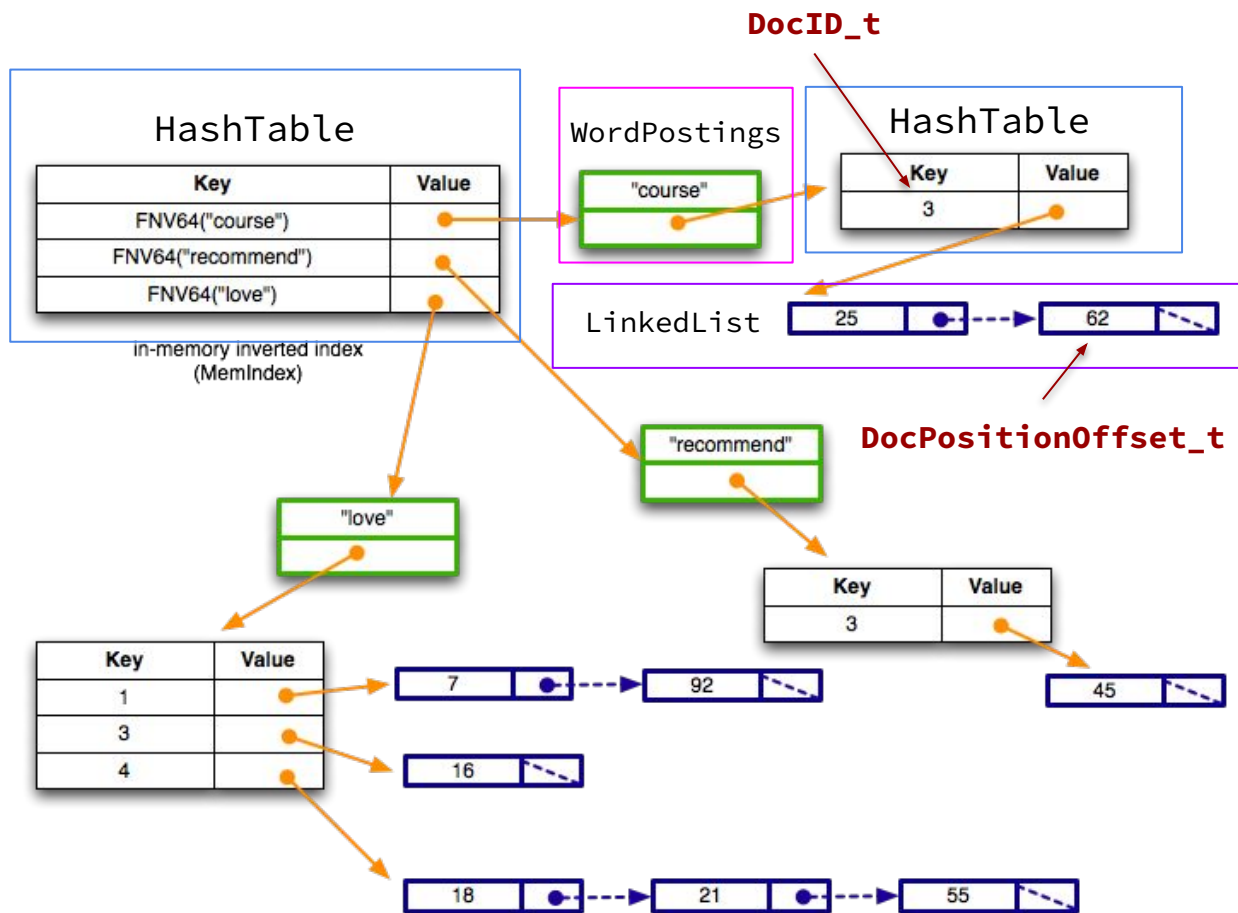 DocID_t
HashTable
Key Value
FNV64("course")
FNV64("recommend")
FNV64("love")
in-memory inverted index
(MemIndex)
WordPostings
"course"
HashTable
Key Value
3
LinkedList 25 62
DocPositionOffset_t
"recommend"
Key Value
3
45
"love"
Key Value
1
3
4
7 92
16
18 21 55